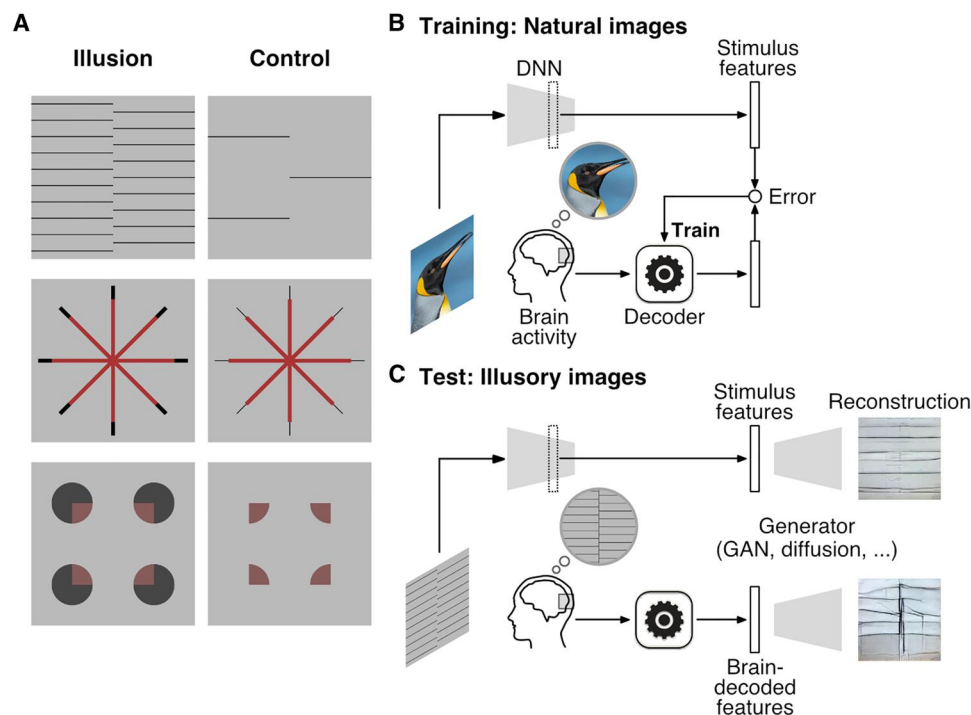 A
Illusion
Control
B Training: Natural images
DNN
Stimulus
features
Error
Train
Brain
activity
Decoder
C Test: Illusory images
Stimulus
features
Reconstruction
Generator
(GAN, diffusion, ...)
Brain-
decoded
features